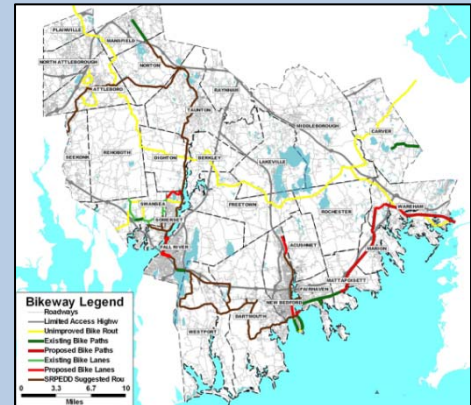 PLAINVILLE
MANSFIELD
NORTH ATTLEBOROUGH
NORTON
ATTLEBORO
TAUNTON
RAYNHAM
MIDDLEBOROUGH
CARVER
SEEKONK
REHOBOTH
DIGHTON
BERKLEY
LAKEVILLE
SWANSEA
SOMERSET
FREETOWN
ROCHESTER
WAREHAM
FALL RIVER
ACUSHNET
MARION
MATTAPOISETT
FAIRHAVEN
NEW BEDFORD
DARTMOUTH
WESTPORT
Bikeway Legend
Roadways
Limited Access Highw
Unimproved Bike Rout
Existing Bike Paths
Proposed Bike Paths
Existing Bike Lanes
Proposed Bike Lanes
SRPEDD Suggested Rou
0 3.3 6.7 10
Miles